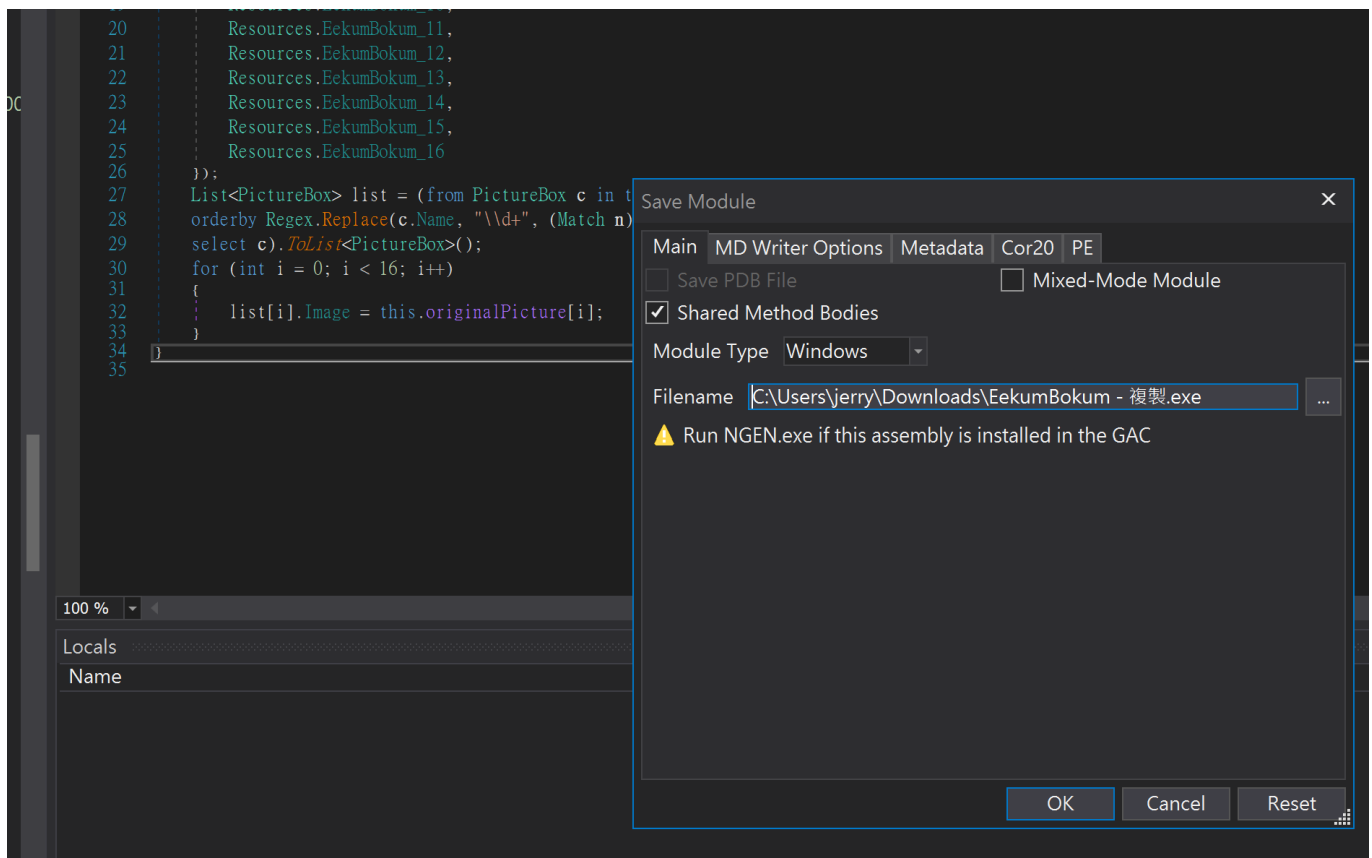 20 Resources.EekumBokum_11,
21 Resources.EekumBokum_12,
22 Resources.EekumBokum_13,
23 Resources.EekumBokum_14,
24 Resources.EekumBokum_15,
25 Resources.EekumBokum_16
26 });
27 List<PictureBox> list = (from PictureBox c in t
28 orderby Regex.Replace(c.Name, "\\d+", (Match n)
29 select c).ToList<PictureBox>();
30 for (int i = 0; i < 16; i++)
31 {
32 list[i].Image = this.originalPicture[i];
33 }
34 }
35
100 %
Locals
Name
Save Module
Main MD Writer Options Metadata Cor20 PE
Save PDB File Mixed-Mode Module
Shared Method Bodies
Module Type Windows
Filename C:\Users\jerry\Downloads\EekumBokum - 複製.exe ...
Run NGEN.exe if this assembly is installed in the GAC
OK Cancel Reset